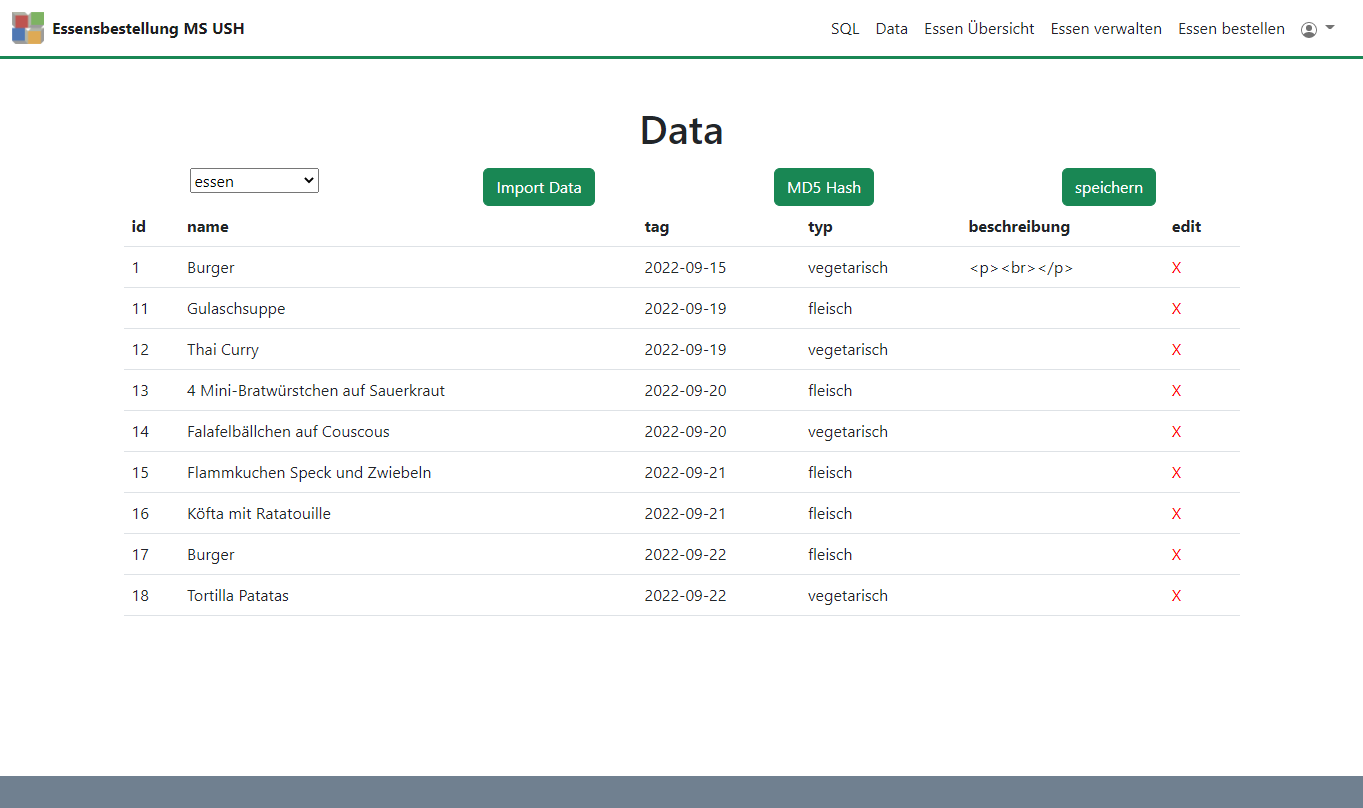 Essensbestellung MS USH SQL Data Essen Übersicht Essen verwalten Essen bestellen
Data
essen Import Data MD5 Hash speichern
id name tag typ beschreibung edit
1 Burger 2022-09-15 vegetarisch <p><br></p> X
11 Gulaschsuppe 2022-09-19 fleisch X
12 Thai Curry 2022-09-19 vegetarisch X
13 4 Mini-Bratwürstchen auf Sauerkraut 2022-09-20 fleisch X
14 Falafelbällchen auf Couscous 2022-09-20 vegetarisch X
15 Flammkuchen Speck und Zwiebeln 2022-09-21 fleisch X
16 Köfta mit Ratatouille 2022-09-21 fleisch X
17 Burger 2022-09-22 fleisch X
18 Tortilla Patatas 2022-09-22 vegetarisch X